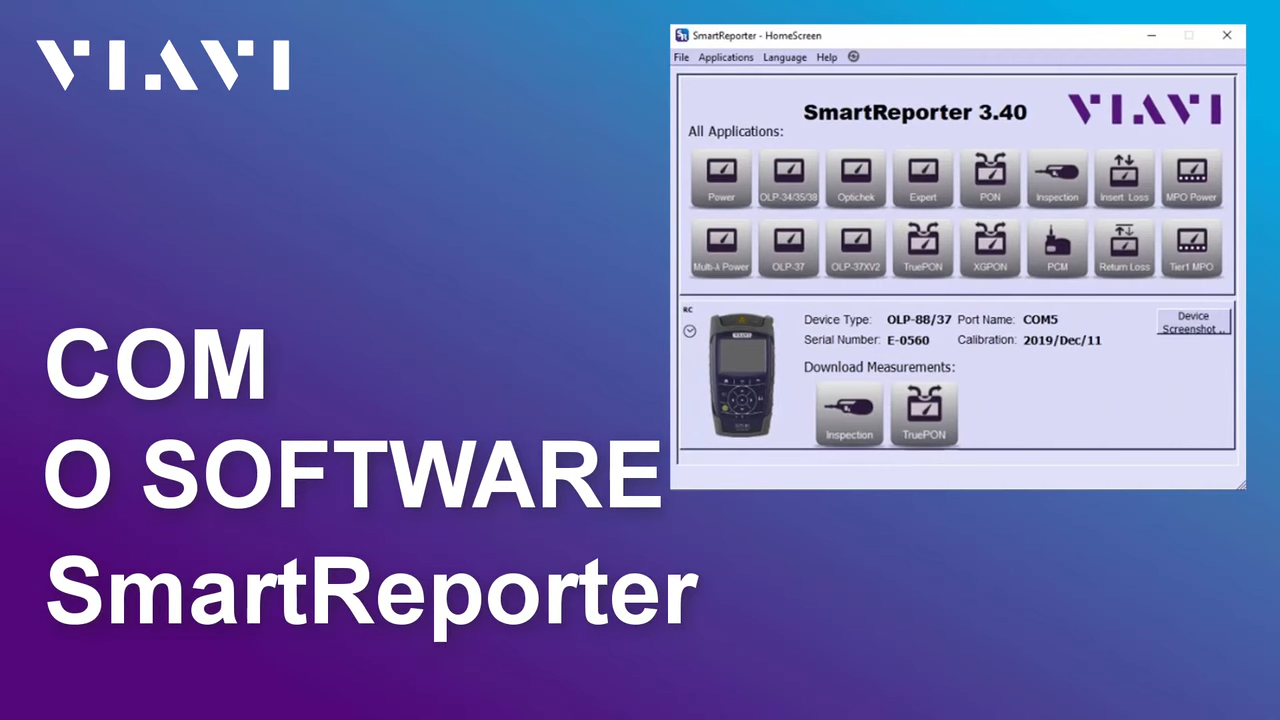 VIAVI
COM
O SOFTWARE
SmartReporter
SmartReporter - HomeScreen
File Applications Language Help
SmartReporter 3.40
VIAVI
All Applications:
Power OLP-34/35/38 Optichek Expert PON Inspection Insert. Loss MPO Power
Multi-λ Power OLP-37 OLP-37XV2 TruePON XGPON PCM Return Loss Tier1 MPO
RC
VIAVI
Device Type: OLP-88/37 Port Name: COM5
Serial Number: E-0560 Calibration: 2019/Dec/11
Device
Screenshot ..
Download Measurements:
Inspection TruePON